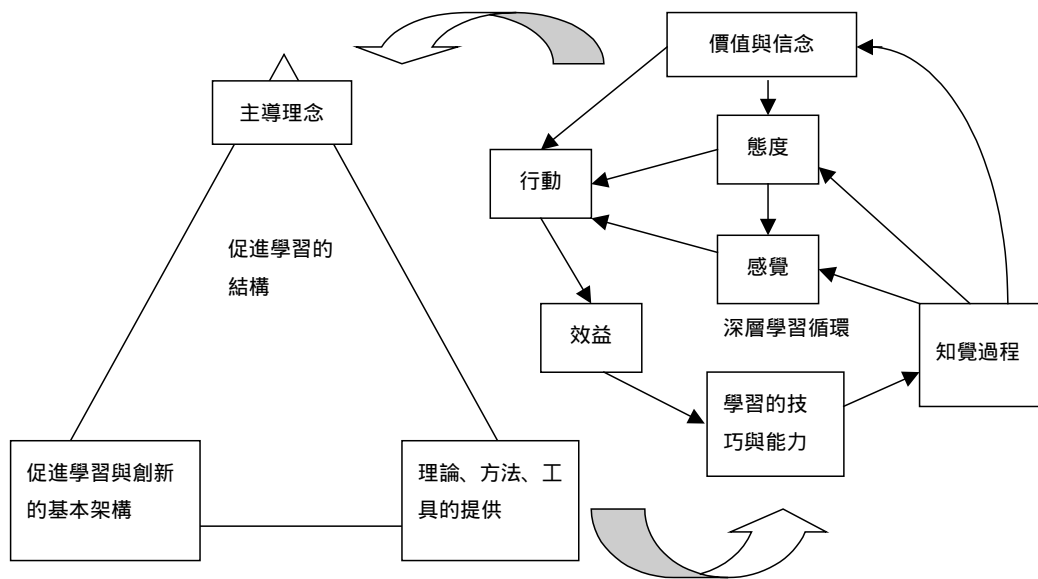 主導理念
促進學習的
結構
促進學習與創新
的基本架構
理論、方法、工
具的提供
價值與信念
態度
行動
感覺
效益
深層學習循環
知覺過程
學習的技
巧與能力